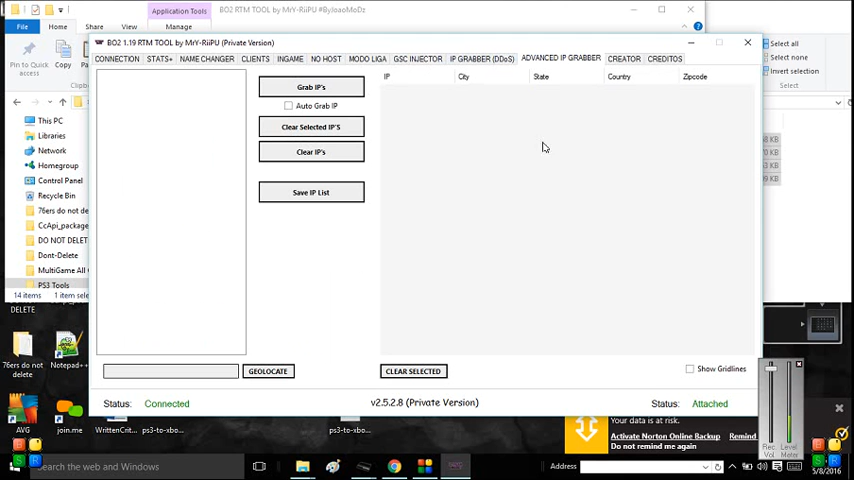 Application Tools
BO2 RTM TOOL by MrY-RiiPU #ByJoaoMoDz
File
Home
Share
View
Manage
Pin to Quick
Access
Copy
Select all
Select none
Invert selection
Select
This PC
Libraries
Network
Homegroup
Control Panel
Recycle Bin
76ers do not
CcApi_package
DO NOT DELETE
Dont-Delete
MultiGame All
PS3 Tools
14 items
1 item sele
BO2 1.19 RTM TOOL by MrY-RiiPU (Private Version)
CONNECTION
STATS+
NAME CHANGER
CLIENTS
INGAME
NO HOST
MODO LIGA
GSC INJECTOR
IP GRABBER (DDoS)
ADVANCED IP GRABBER
CREATOR
CREDITOS
Grab IP's
Auto Grab IP
Clear Selected IP'S
Clear IP's
Save IP List
IP
City
State
Country
Zipcode
GEOLOCATE
CLEAR SELECTED
Show Gridlines
Status:
Connected
v2.5.2.8 (Private Version)
Status:
Attached
DELETE
76ers do not
delete
Notepad++
AVG
join.me
WrittenCrit...
ps3-to-xbo...
ps3-to-xbo...
Your data is at risk.
Activate Norton Online Backup
Remind
Do not remind me again
Rec.
Vol
Level
Meter
Search the web and Windows
Address
5/8/2016